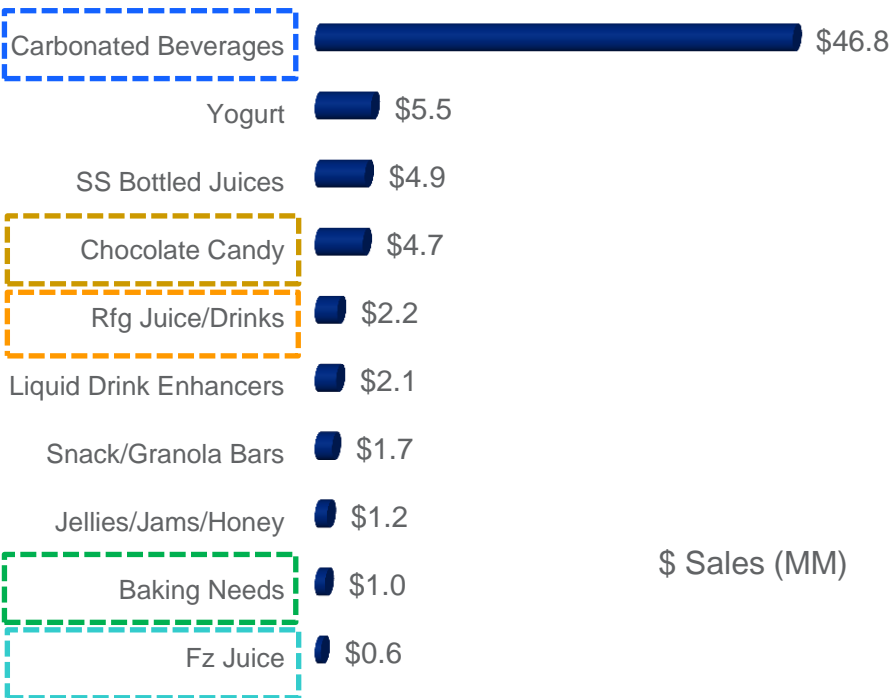 Carbonated Beverages $46.8
Yogurt $5.5
SS Bottled Juices $4.9
Chocolate Candy $4.7
Rfg Juice/Drinks $2.2
Liquid Drink Enhancers $2.1
Snack/Granola Bars $1.7
Jellies/Jams/Honey $1.2
$ Sales (MM)
Baking Needs $1.0
Fz Juice $0.6